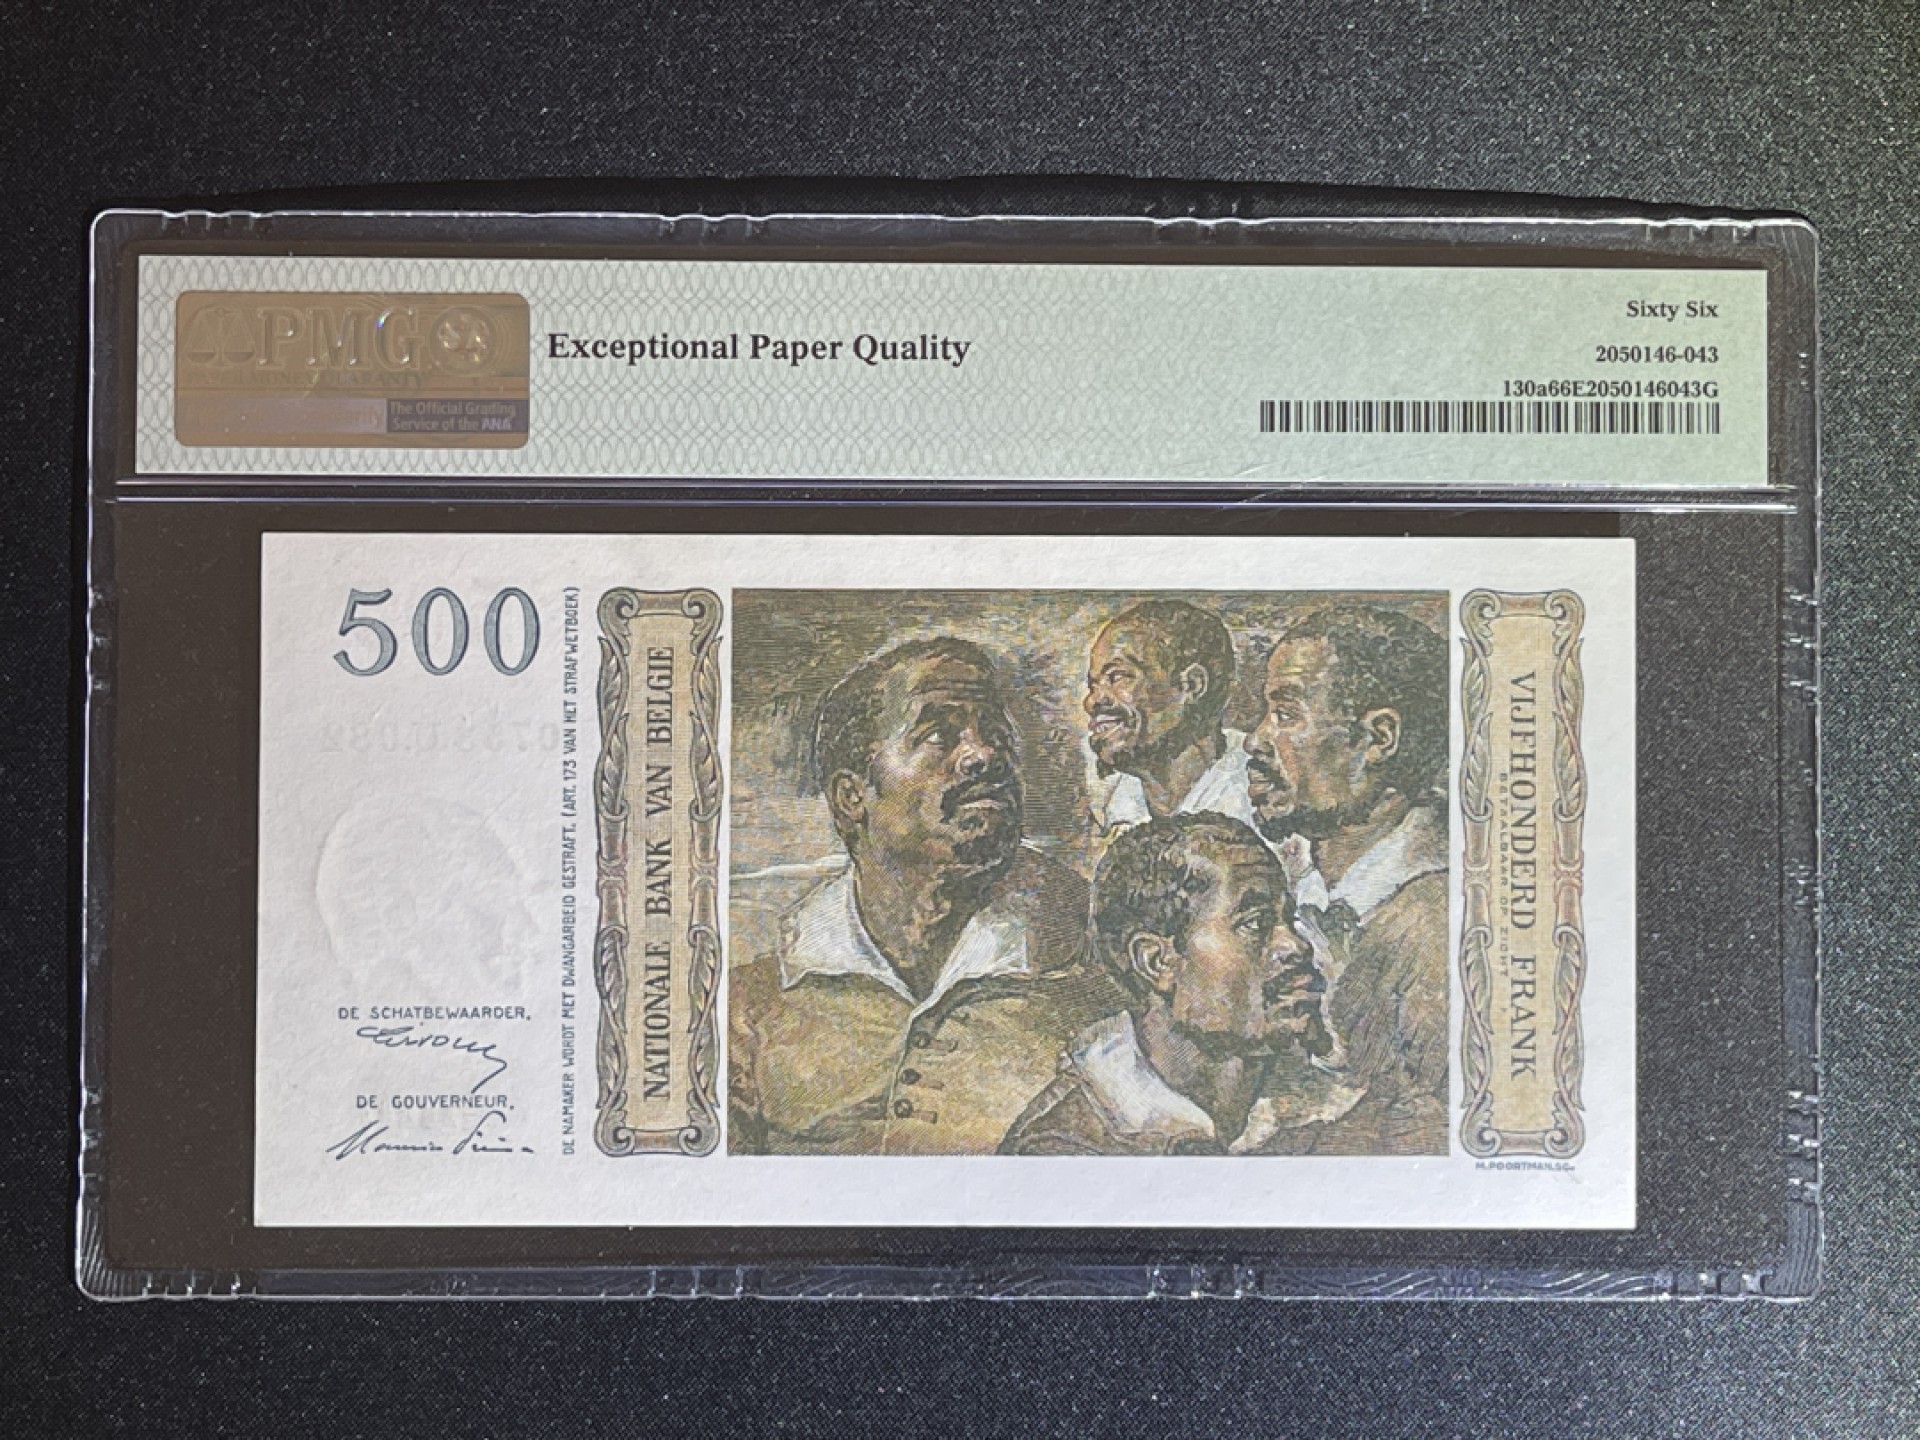 PMG
Exceptional Paper Quality
The Official Grading
Service of the ANA
Sixty Six
2050146-043
130a66E2050146043G
500
DE SCHATBEWAARDER,
DE GOUVERNEUR,
DE NAMAKER WORDT MET DWANGARBEID GESTRAFT. (ART. 173 VAN HET STRAFWETBOEK)
NATIONALE BANK VAN BELGIE
VIJFHONDERD FRANK
BETAALBAAR OP ZICHT
M.POORTMAN.SC.